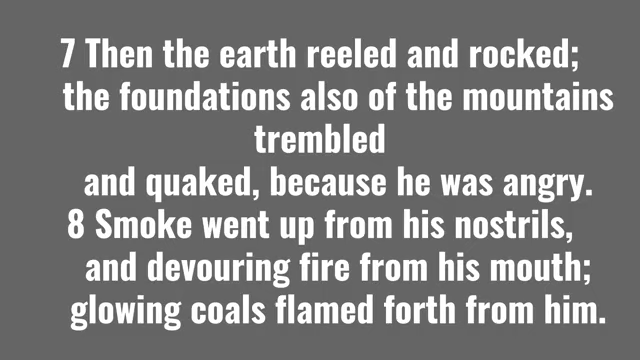 7 Then the earth reeled and rocked;
the foundations also of the mountains
trembled
and quaked, because he was angry.
8 Smoke went up from his nostrils,
and devouring fire from his mouth;
glowing coals flamed forth from him.